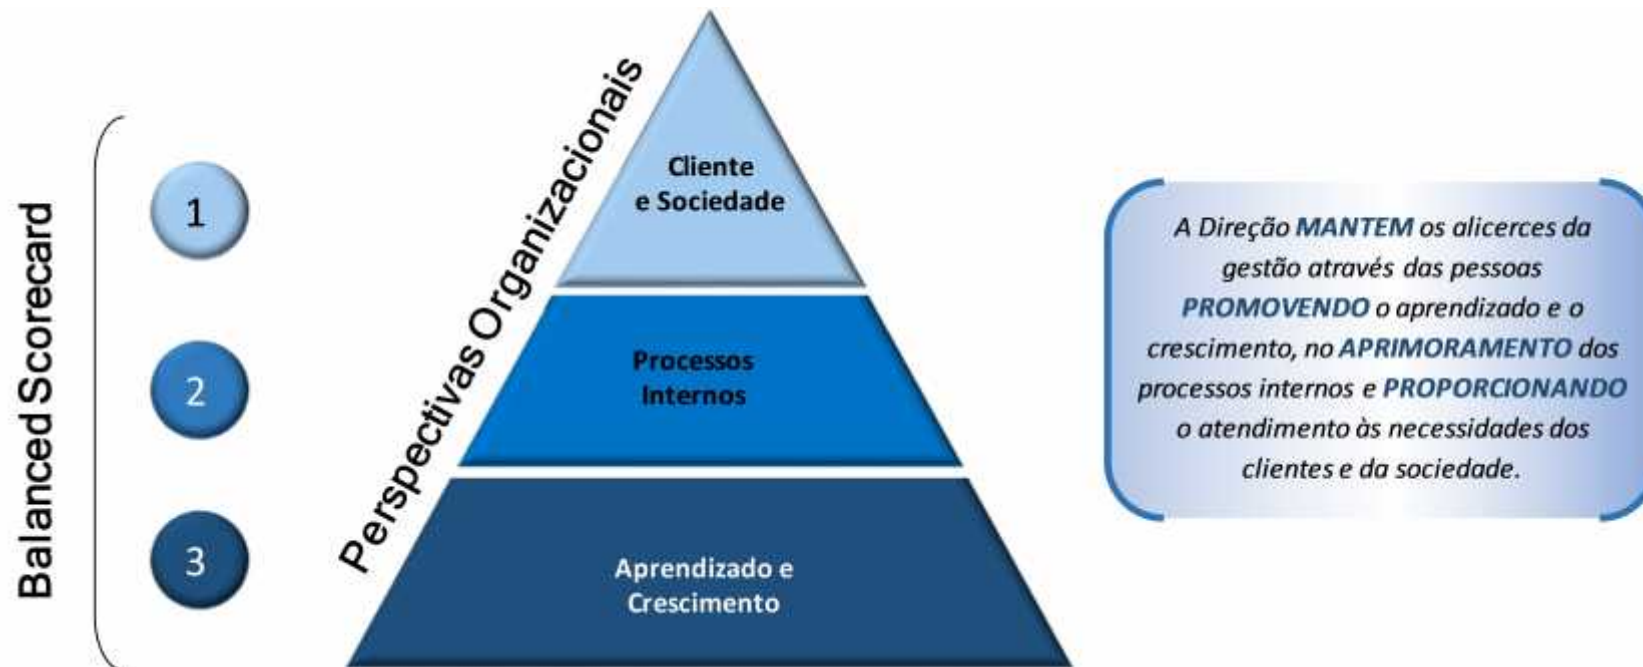 Balanced Scorecard
1
2
3
Perspectivas Organizacionais
Cliente
e Sociedade
Processos
Internos
Aprendizado e
Crescimento
A Direção MANTEM os alicerces da
gestão através das pessoas
PROMOVENDO o aprendizado e o
crescimento, no APRIMORAMENTO dos
processos internos e PROPORCIONANDO
o atendimento às necessidades dos
clientes e da sociedade.